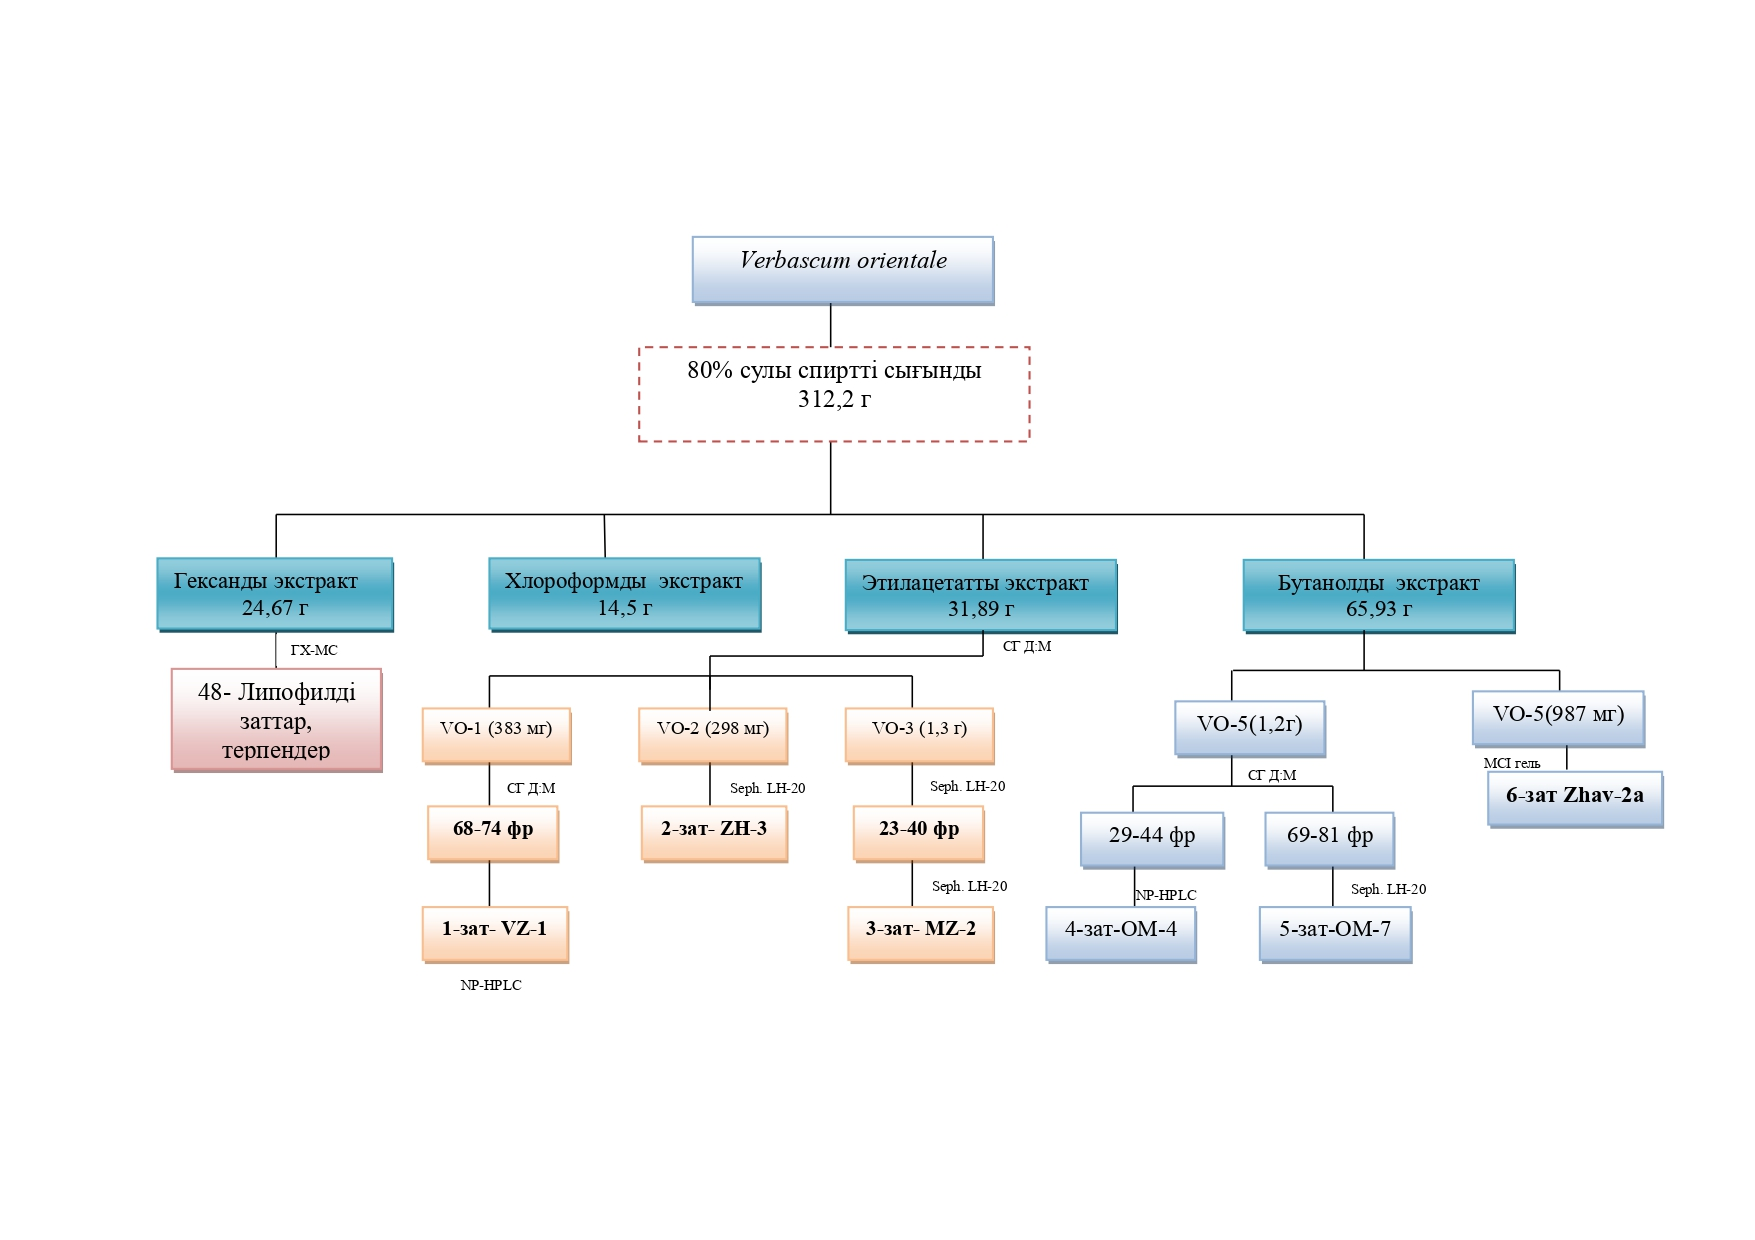 Verbascum orientale
80% сулы спиртті сығынды
312,2 г
Гександы экстракт
24,67 г
Хлороформды экстракт
14,5 г
Этилацетатты экстракт
31,89 г
Бутанолды экстракт
65,93 г
ГХ-МС
48- Липофилді
заттар,
терпендер
СГ Д:М
VO-1 (383 мг)
VO-2 (298 мг)
VO-3 (1,3 г)
VO-5(1,2г)
VO-5(987 мг)
СГ Д:М
Seph. LH-20
Seph. LH-20
СГ Д:М
MCI гель
68-74 фр
2-зат- ZH-3
23-40 фр
29-44 фр
69-81 фр
6-зат Zhav-2a
Seph. LH-20
NP-HPLC
Seph. LH-20
1-зат- VZ-1
3-зат- MZ-2
4-зат-ОМ-4
5-зат-ОМ-7
NP-HPLC